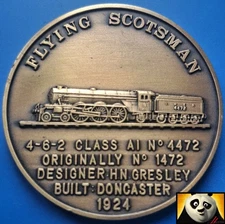 FLYING SCOTSMAN
4-6-2 CLASS A1 Nº 4472
ORIGINALLY Nº 1472
DESIGNER: H·N GRESLEY
BUILT: DONCASTER
1924